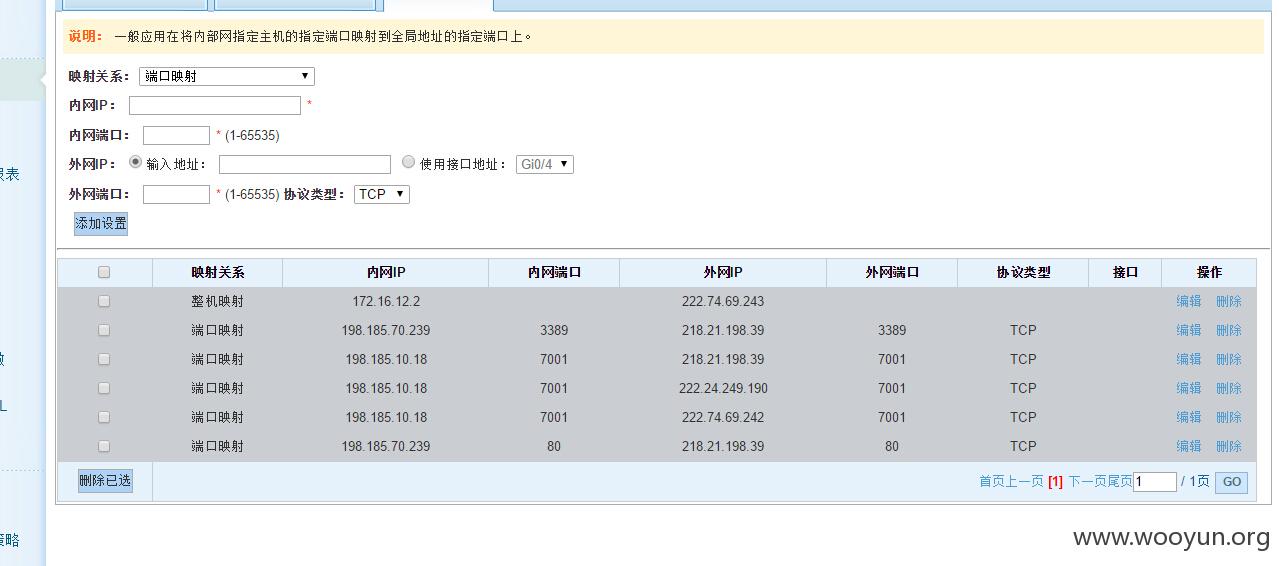 说明： 一般应用在将内部网指定主机的指定端口映射到全局地址的指定端口上。
映射关系： 端口映射
内网IP： *
内网端口： * (1-65535)
报表
外网IP： 输入地址： 使用接口地址： Gi0/4
外网端口： * (1-65535) 协议类型： TCP
添加设置
映射关系 内网IP 内网端口 外网IP 外网端口 协议类型 接口 操作
整机映射 172.16.12.2 222.74.69.243 编辑 删除
端口映射 198.185.70.239 3389 218.21.198.39 3389 TCP 编辑 删除
端口映射 198.185.10.18 7001 218.21.198.39 7001 TCP 编辑 删除
端口映射 198.185.10.18 7001 222.24.249.190 7001 TCP 编辑 删除
L
端口映射 198.185.10.18 7001 222.74.69.242 7001 TCP 编辑 删除
端口映射 198.185.70.239 80 218.21.198.39 80 TCP 编辑 删除
删除已选 首页上一页 [1] 下一页尾页 1 / 1页 GO
策略
www.wooyun.org